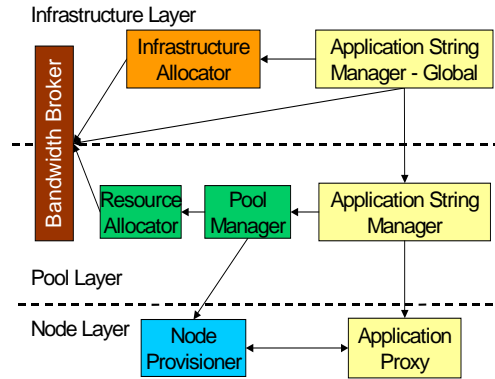 Infrastructure Layer
Infrastructure
Allocator
Application String
Manager - Global
Bandwidth Broker
Resource
Allocator
Pool
Manager
Application String
Manager
Pool Layer
Node Layer
Node
Provisioner
Application
Proxy